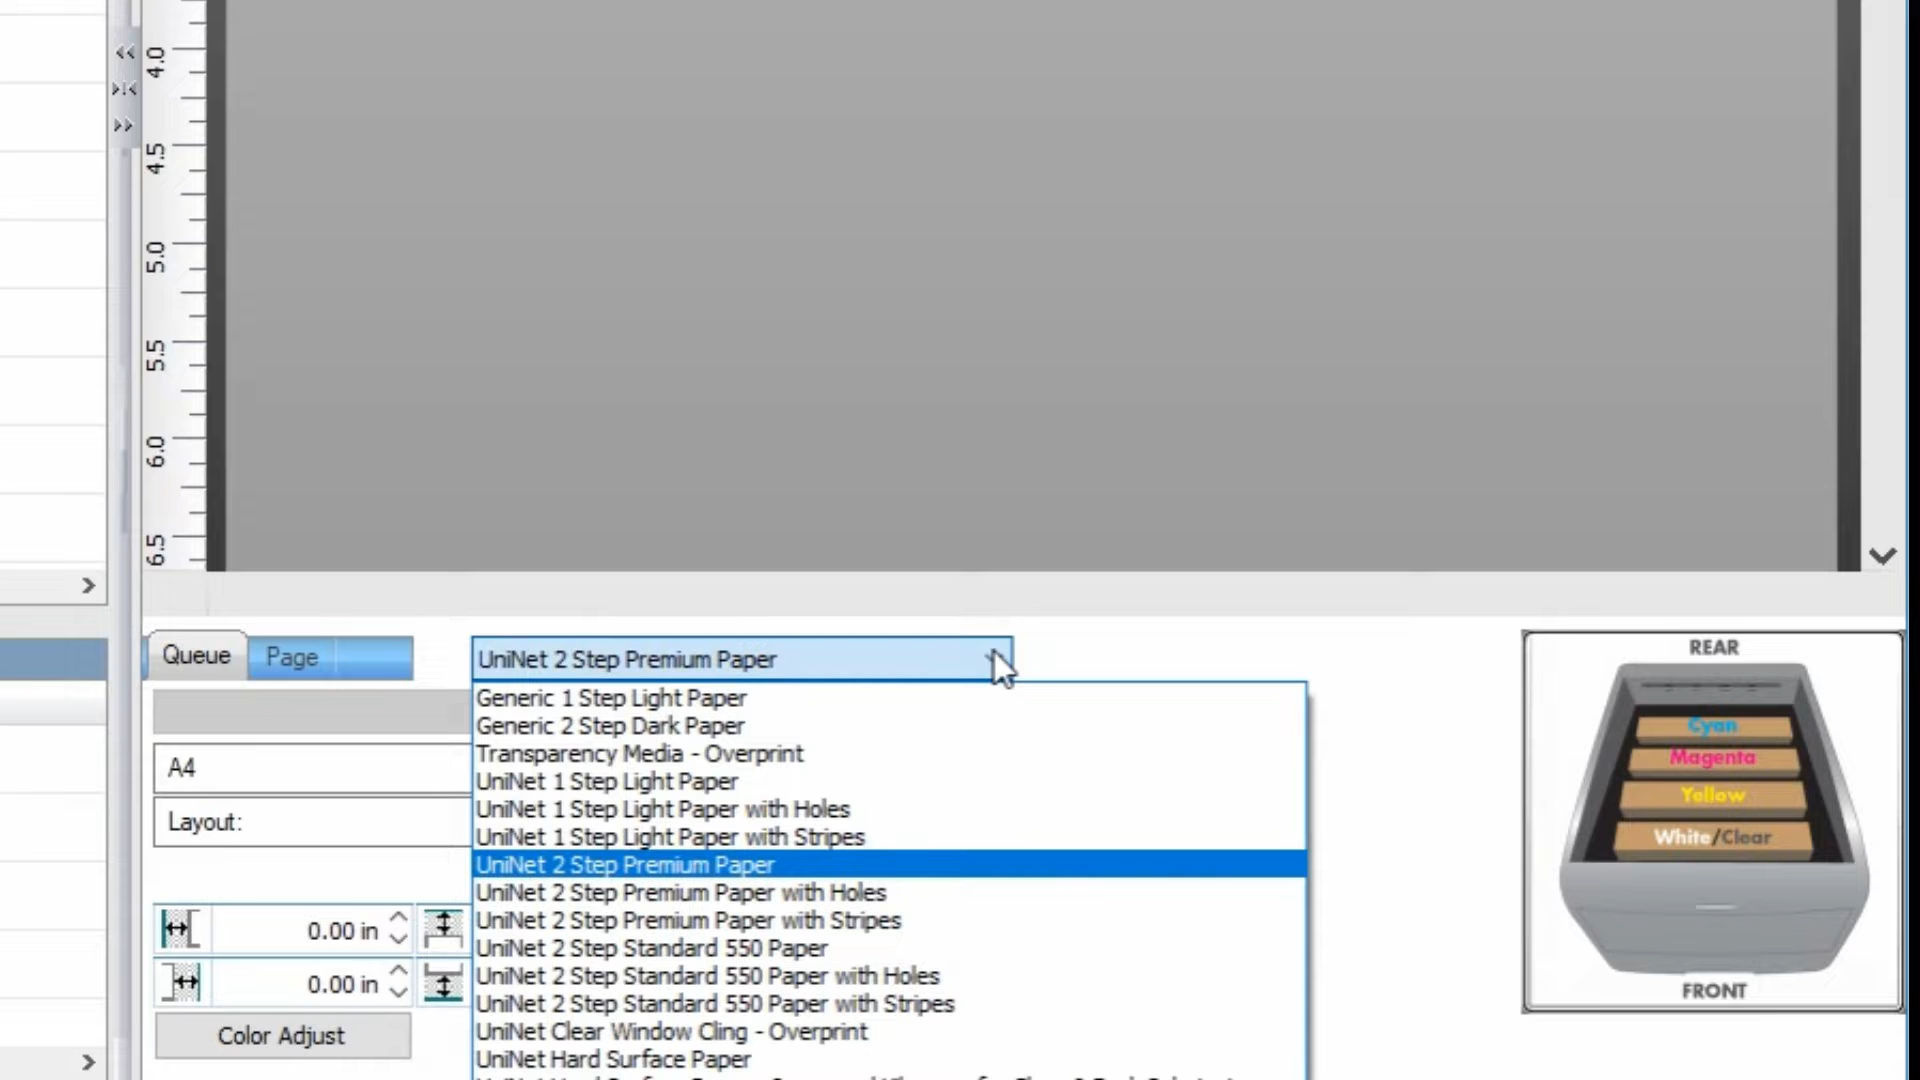 4.0
4.5
5.0
5.5
6.0
6.5
Queue Page
UniNet 2 Step Premium Paper
A4
Layout:
0.00 in
0.00 in
Color Adjust
Generic 1 Step Light Paper
Generic 2 Step Dark Paper
Transparency Media - Overprint
UniNet 1 Step Light Paper
UniNet 1 Step Light Paper with Holes
UniNet 1 Step Light Paper with Stripes
UniNet 2 Step Premium Paper
UniNet 2 Step Premium Paper with Holes
UniNet 2 Step Premium Paper with Stripes
UniNet 2 Step Standard 550 Paper
UniNet 2 Step Standard 550 Paper with Holes
UniNet 2 Step Standard 550 Paper with Stripes
UniNet Clear Window Cling - Overprint
UniNet Hard Surface Paper
REAR
Cyan
Magenta
Yellow
White/Clear
FRONT